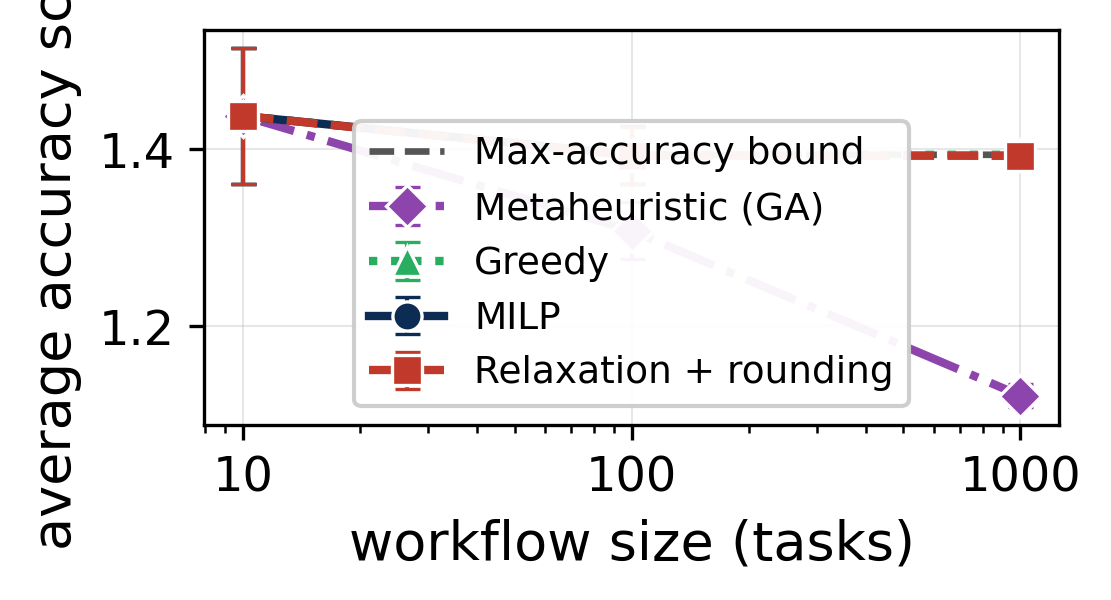 average accuracy
1.4
1.2
Max-accuracy bound
Metaheuristic (GA)
Greedy
MILP
Relaxation + rounding
10
100
1000
workflow size (tasks)